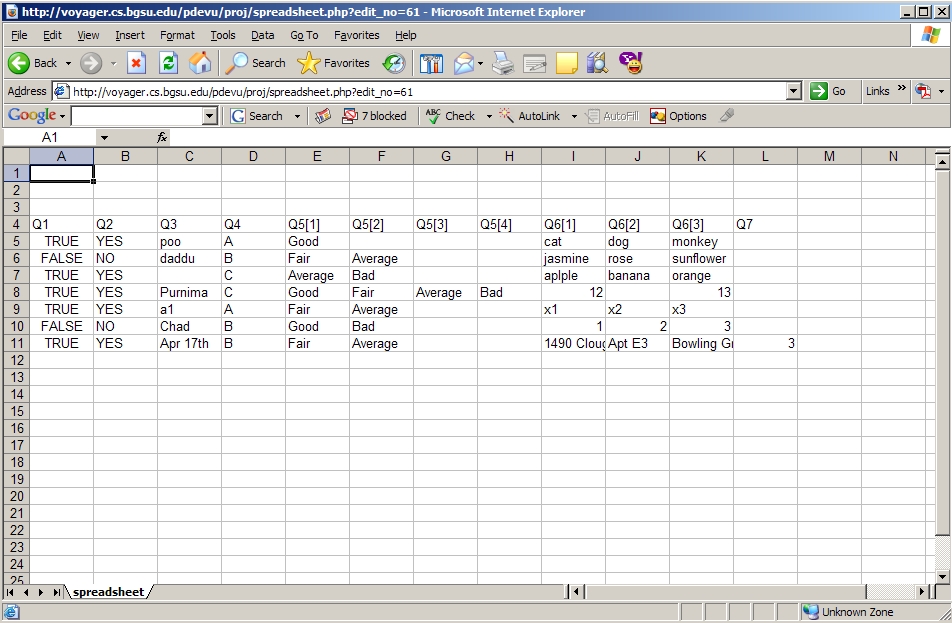 http://voyager.cs.bgsu.edu/pdevu/proj/spreadsheet.php?edit_no=61 - Microsoft Internet Explorer
File Edit View Insert Format Tools Data Go To Favorites Help
Back Search Favorites
Address http://voyager.cs.bgsu.edu/pdevu/proj/spreadsheet.php?edit_no=61 Go Links »
Google G Search 7 blocked ABC Check AutoLink AutoFill Options
A1 fx
A B C D E F G H I J K L M N
1
2
3
4 Q1 Q2 Q3 Q4 Q5[1] Q5[2] Q5[3] Q5[4] Q6[1] Q6[2] Q6[3] Q7
5 TRUE YES poo A Good cat dog monkey
6 FALSE NO daddu B Fair Average jasmine rose sunflower
7 TRUE YES C Average Bad aplple banana orange
8 TRUE YES Purnima C Good Fair Average Bad 12 13
9 TRUE YES a1 A Fair Average x1 x2 x3
10 FALSE NO Chad B Good Bad 1 2 3
11 TRUE YES Apr 17th B Fair Average 1490 Cloug Apt E3 Bowling Gr 3
12
13
14
15
16
17
18
19
20
21
22
23
24
25
spreadsheet
Unknown Zone